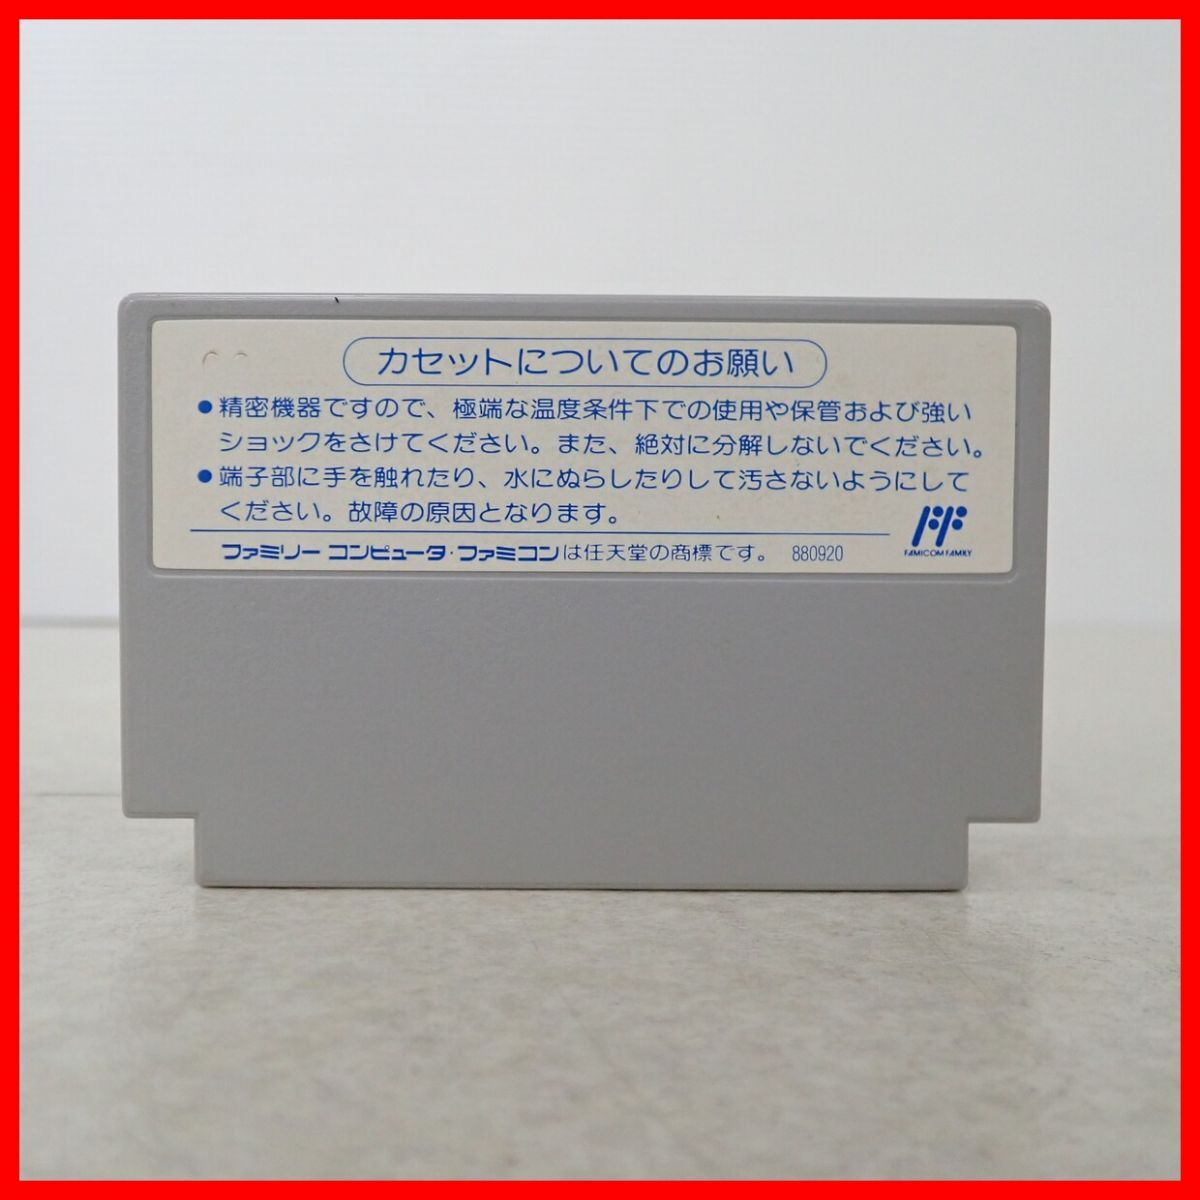 カセットについてのお願い
●精密機器ですので、極端な温度条件下での使用や保管および強い
ショックをさけてください。また、絶対に分解しないでください。
●端子部に手を触れたり、水にぬらしたりして汚さないようにして
ください。故障の原因となります。
ファミリー コンピュータ・ファミコンは任天堂の商標です。 880920
FF
FAMICOM FAMILY